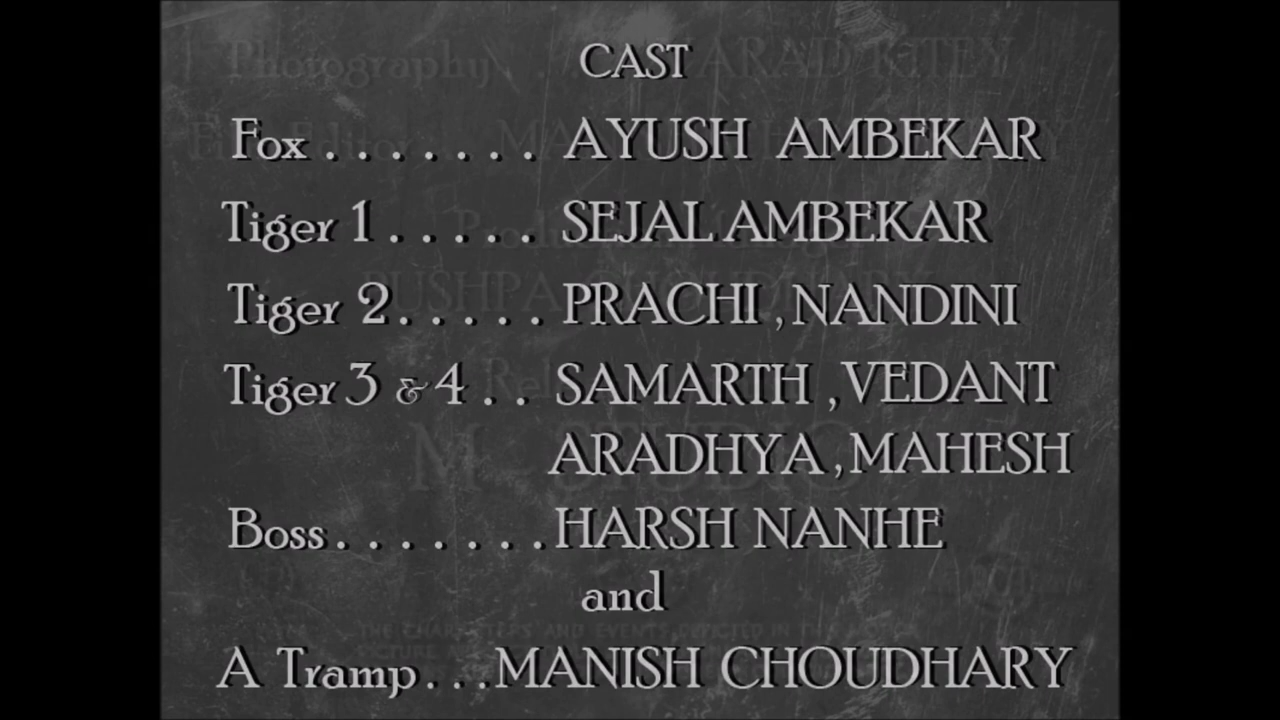 CAST
Fox . . . . . . . AYUSH AMBEKAR
Tiger 1 . . . . . SEJAL AMBEKAR
Tiger 2 . . . . . PRACHI , NANDINI
Tiger 3 & 4 . . SAMARTH , VEDANT
ARADHYA , MAHESH
Boss . . . . . . . HARSH NANHE
and
A Tramp . . . MANISH CHOUDHARY